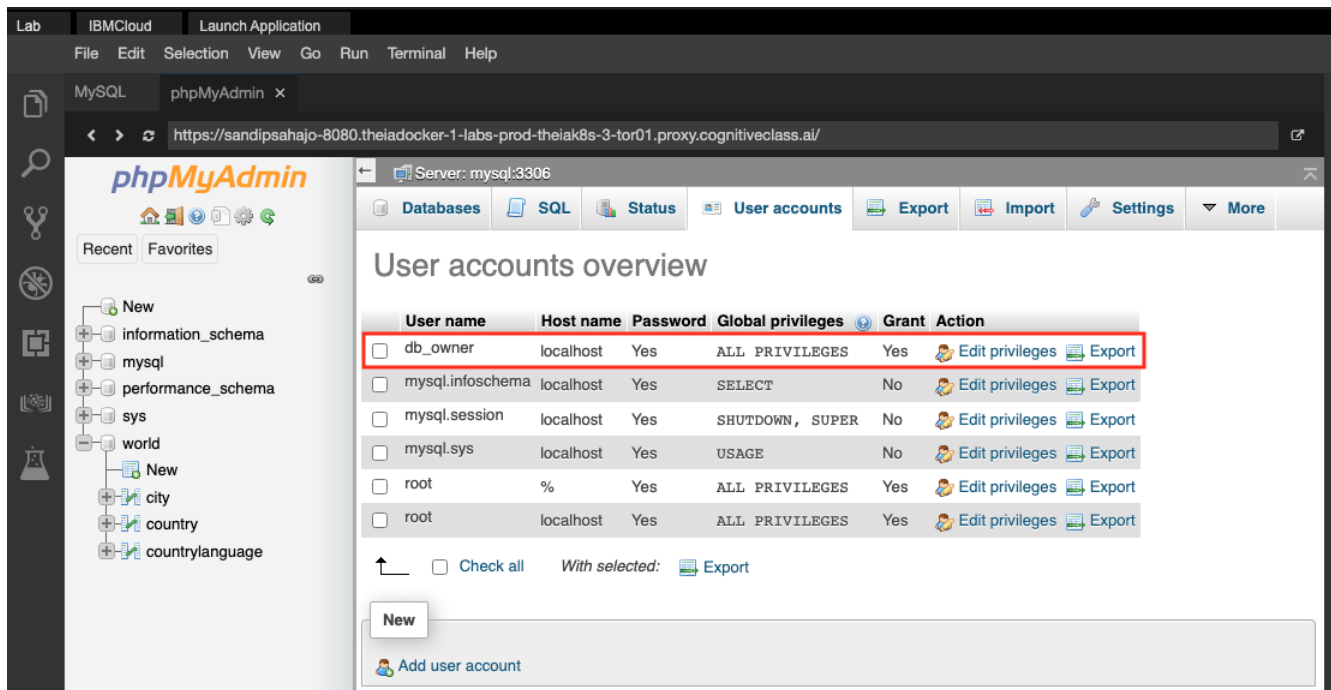 Lab IBMCloud Launch Application
File Edit Selection View Go Run Terminal Help
MySQL phpMyAdmin ×
https://sandipsahajo-8080.theiadocker-1-labs-prod-theiak8s-3-tor01.proxy.cognitiveclass.ai/
phpMyAdmin
Recent Favorites
New
information_schema
mysql
performance_schema
sys
world
New
city
country
countrylanguage
Server: mysql:3306
Databases SQL Status User accounts Export Import Settings More
User accounts overview
User name Host name Password Global privileges Grant Action
db_owner localhost Yes ALL PRIVILEGES Yes Edit privileges Export
mysql.infoschema localhost Yes SELECT No Edit privileges Export
mysql.session localhost Yes SHUTDOWN, SUPER No Edit privileges Export
mysql.sys localhost Yes USAGE No Edit privileges Export
root % Yes ALL PRIVILEGES Yes Edit privileges Export
root localhost Yes ALL PRIVILEGES Yes Edit privileges Export
Check all With selected: Export
New
Add user account